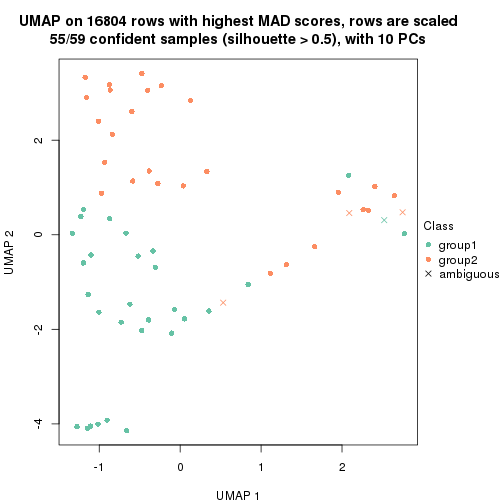 UMAP on 16804 rows with highest MAD scores, rows are scaled
55/59 confident samples (silhouette > 0.5), with 10 PCs
2
0
-2
-4
UMAP 2
-1
0
1
2
UMAP 1
Class
group1
group2
ambiguous